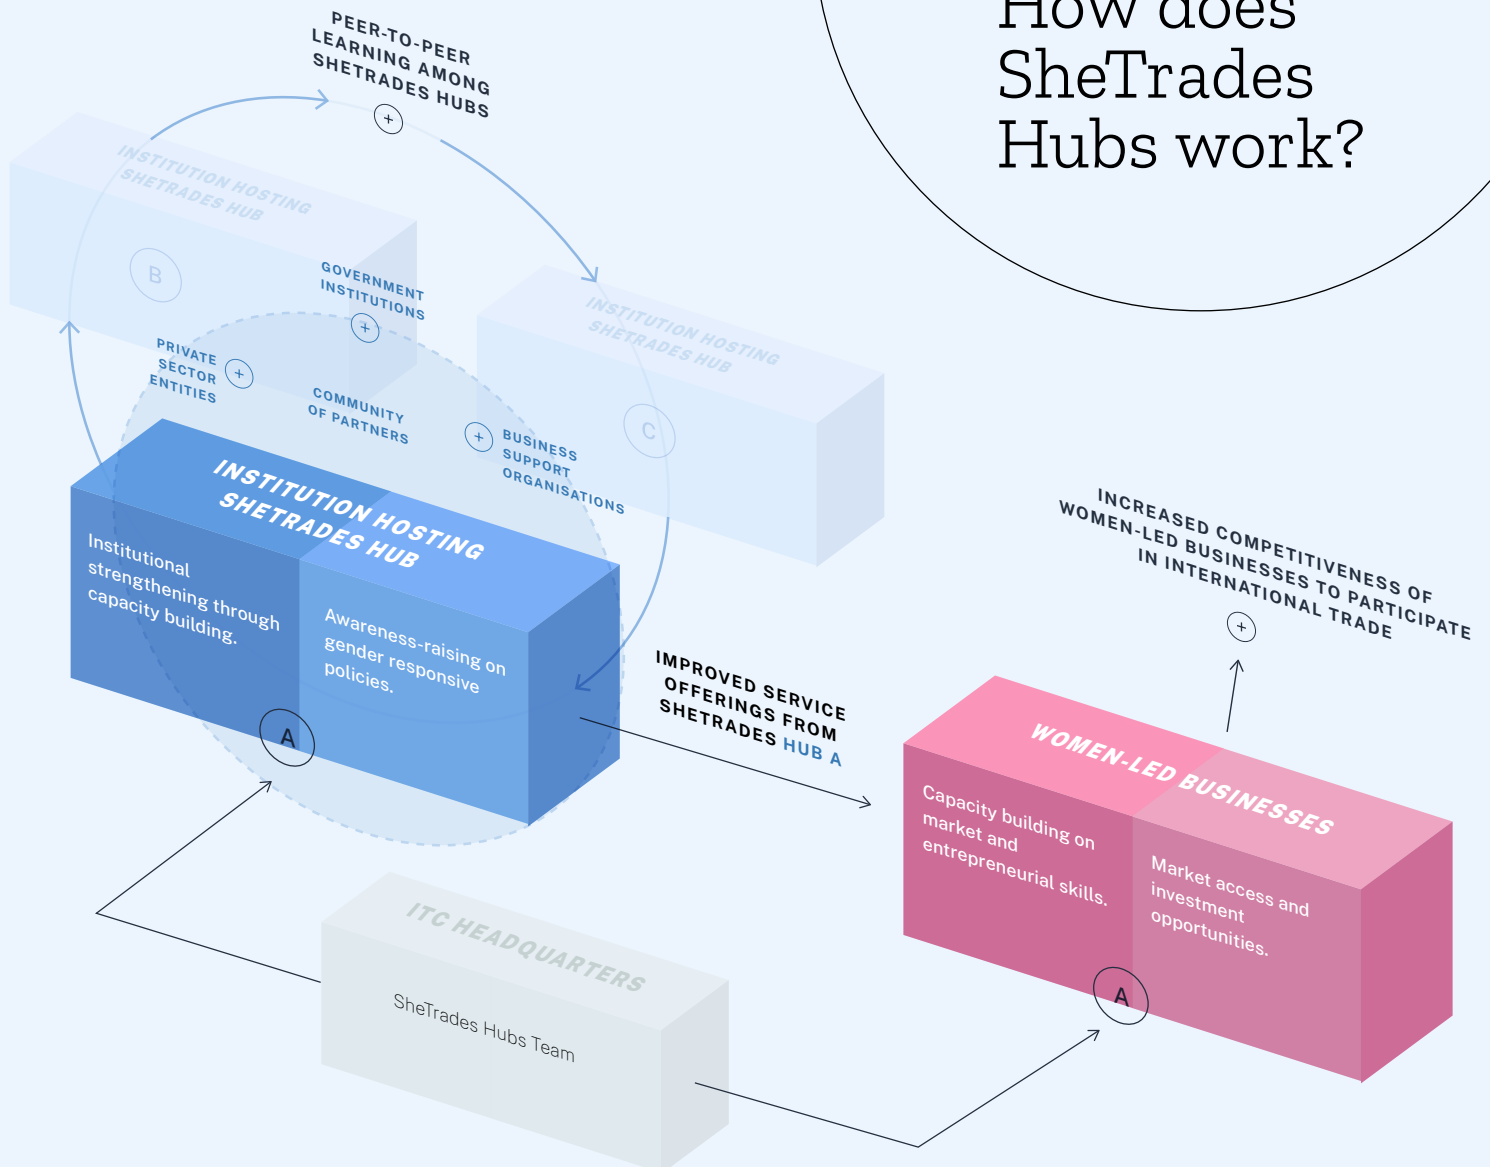 How does
SheTrades
Hubs work?
PEER-TO-PEER
LEARNING AMONG
SHETRADES HUBS
+
INSTITUTION HOSTING
SHETRADES HUB
B
GOVERNMENT
INSTITUTIONS
+
PRIVATE
SECTOR
ENTITIES
+
COMMUNITY
OF PARTNERS
+
BUSINESS
SUPPORT
ORGANISATIONS
INSTITUTION HOSTING
SHETRADES HUB
C
INSTITUTION HOSTING
SHETRADES HUB
Institutional
strengthening through
capacity building.
Awareness-raising on
gender responsive
policies.
A
IMPROVED SERVICE
OFFERINGS FROM
SHETRADES HUB A
INCREASED COMPETITIVENESS OF
WOMEN-LED BUSINESSES TO PARTICIPATE
IN INTERNATIONAL TRADE
+
WOMEN-LED BUSINESSES
Capacity building on
market and
entrepreneurial skills.
Market access and
investment
opportunities.
A
ITC HEADQUARTERS
SheTrades Hubs Team